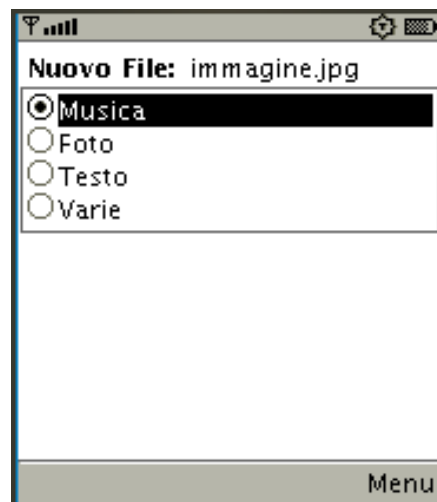 Nuovo File: immagine.jpg
Musica
Foto
Testo
Varie
Menu